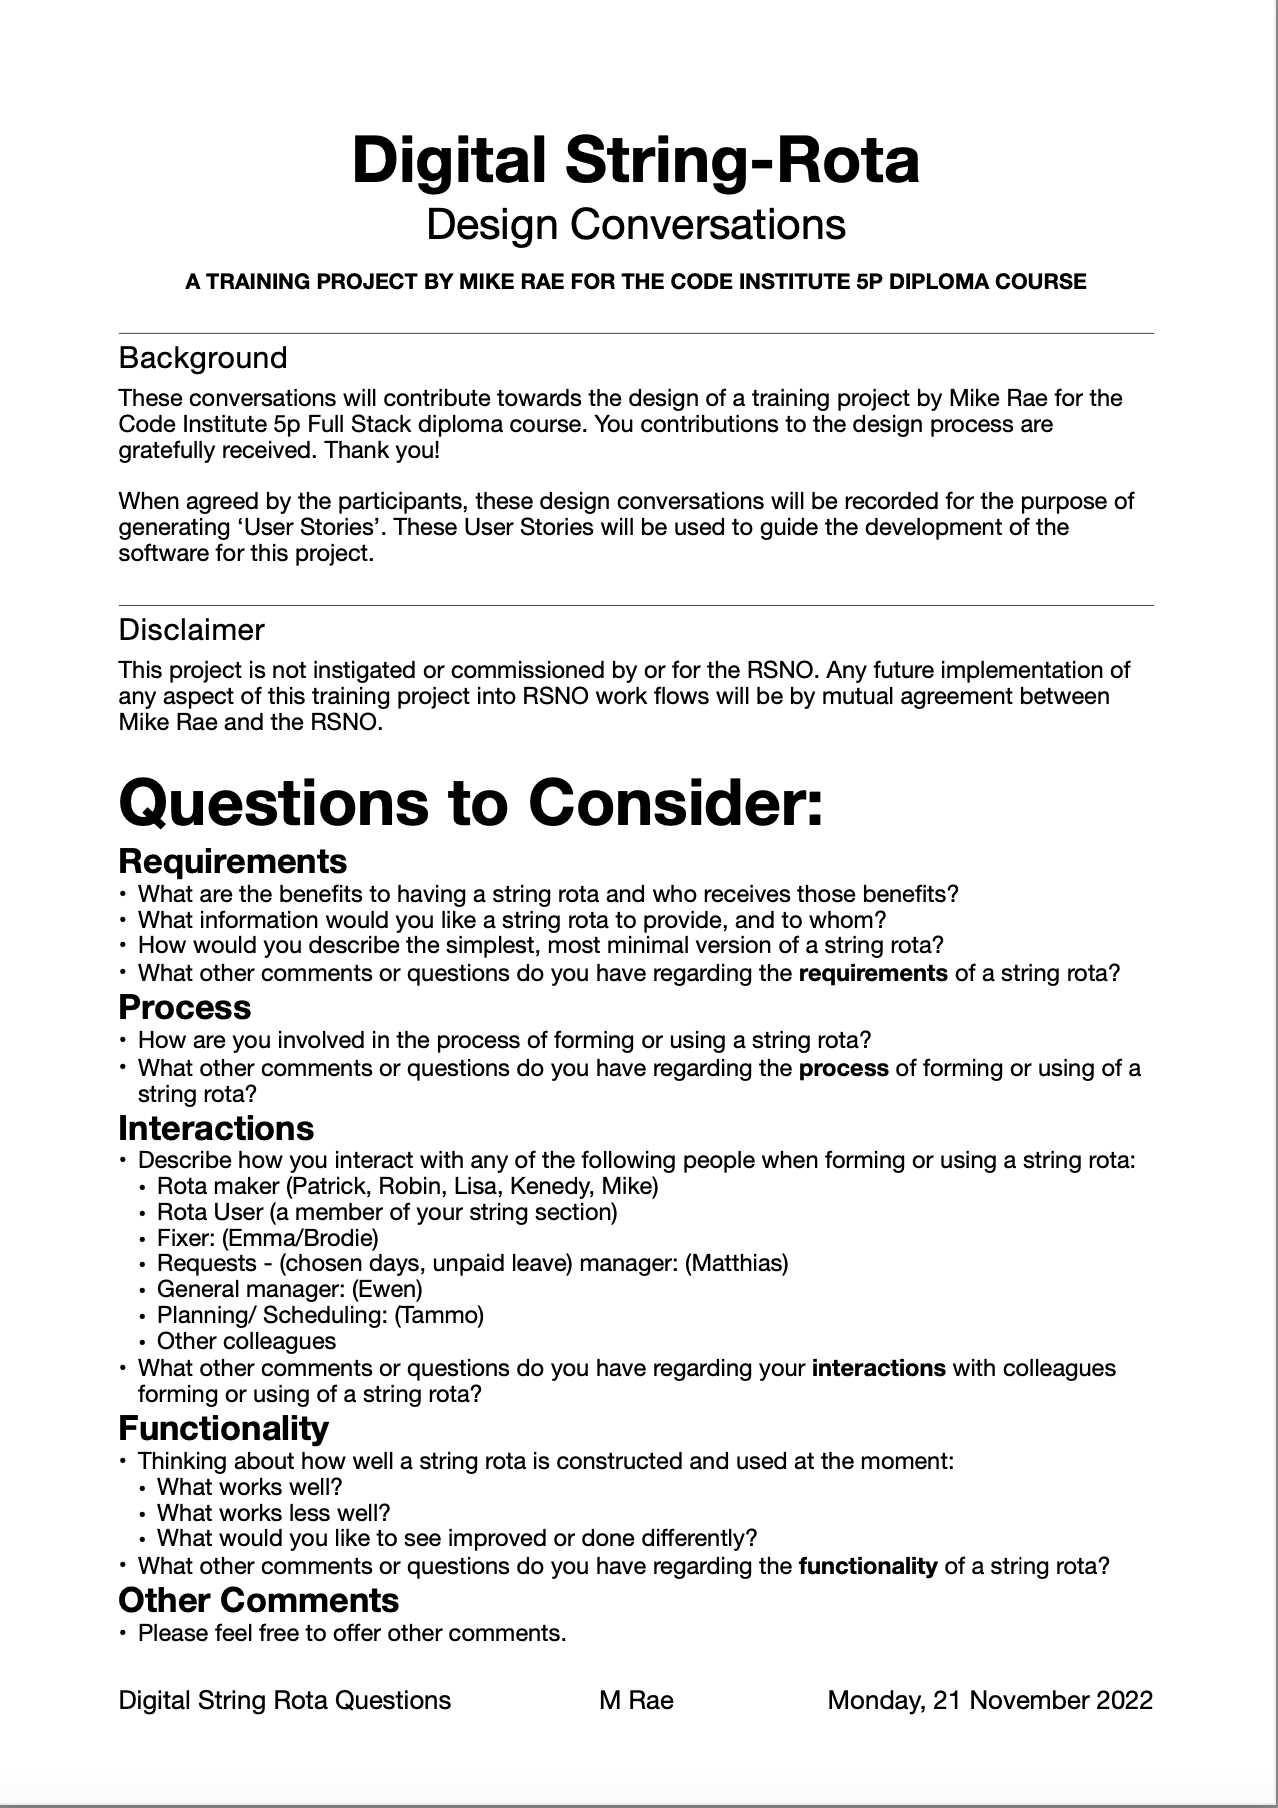 Digital String-Rota
Design Conversations
A TRAINING PROJECT BY MIKE RAE FOR THE CODE INSTITUTE 5P DIPLOMA COURSE
Background
These conversations will contribute towards the design of a training project by Mike Rae for the
Code Institute 5p Full Stack diploma course. You contributions to the design process are
gratefully received. Thank you!
When agreed by the participants, these design conversations will be recorded for the purpose of
generating ‘User Stories’. These User Stories will be used to guide the development of the
software for this project.
Disclaimer
This project is not instigated or commissioned by or for the RSNO. Any future implementation of
any aspect of this training project into RSNO work flows will be by mutual agreement between
Mike Rae and the RSNO.
Questions to Consider:
Requirements
• What are the benefits to having a string rota and who receives those benefits?
• What information would you like a string rota to provide, and to whom?
• How would you describe the simplest, most minimal version of a string rota?
• What other comments or questions do you have regarding the requirements of a string rota?
Process
• How are you involved in the process of forming or using a string rota?
• What other comments or questions do you have regarding the process of forming or using of a
string rota?
Interactions
• Describe how you interact with any of the following people when forming or using a string rota:
• Rota maker (Patrick, Robin, Lisa, Kenedy, Mike)
• Rota User (a member of your string section)
• Fixer: (Emma/Brodie)
• Requests - (chosen days, unpaid leave) manager: (Matthias)
• General manager: (Ewen)
• Planning/ Scheduling: (Tammo)
• Other colleagues
• What other comments or questions do you have regarding your interactions with colleagues
forming or using of a string rota?
Functionality
• Thinking about how well a string rota is constructed and used at the moment:
• What works well?
• What works less well?
• What would you like to see improved or done differently?
• What other comments or questions do you have regarding the functionality of a string rota?
Other Comments
• Please feel free to offer other comments.
Digital String Rota Questions M Rae Monday, 21 November 2022